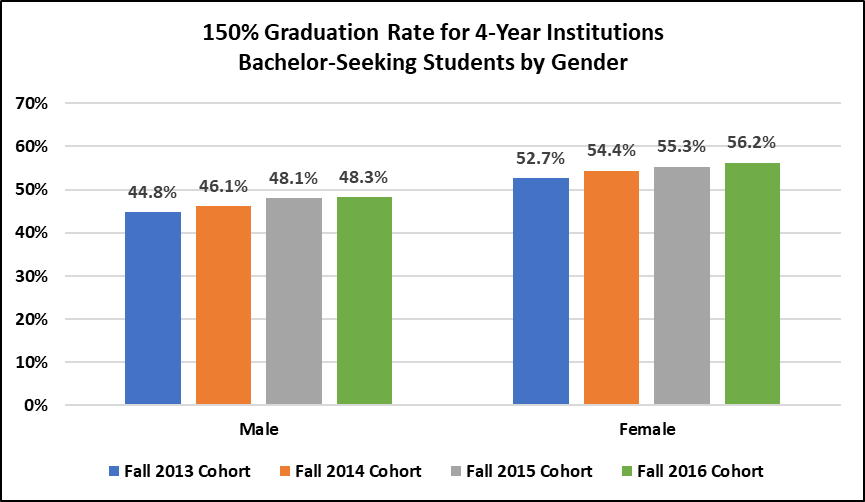 150% Graduation Rate for 4-Year Institutions
Bachelor-Seeking Students by Gender
70%
60%
50%
40%
30%
20%
10%
0%
44.8%
46.1%
48.1%
48.3%
52.7%
54.4%
55.3%
56.2%
Male
Female
Fall 2013 Cohort
Fall 2014 Cohort
Fall 2015 Cohort
Fall 2016 Cohort